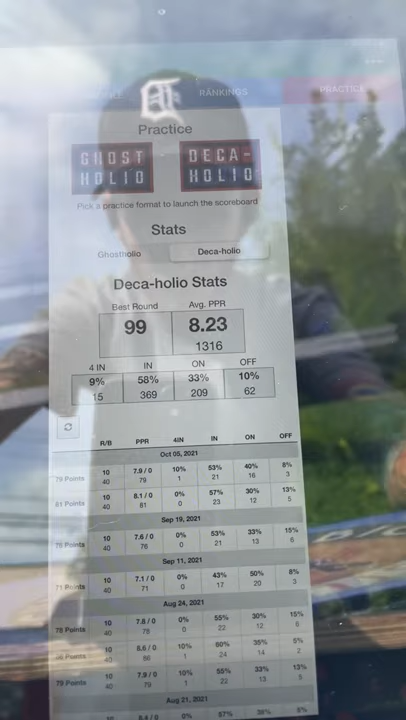 RANKINGS PRACTICE
Practice
GHOST HOLIO
DECA-HOLIO
Pick a practice format to launch the scoreboard
Stats
Ghostholio Deca-holio
Deca-holio Stats
Best Round Avg. PPR
99 8.23
1316
4 IN IN ON OFF
9% 58% 33% 10%
15 369 209 62
R/B PPR 4IN IN ON OFF
Oct 05, 2021
10 7.9 / 0 10% 53% 40% 8%
79 Points 40 79 1 21 16 3
10 8.1 / 0 0% 57% 30% 13%
81 Points 40 81 0 23 12 5
Sep 19, 2021
10 7.6 / 0 0% 53% 33% 15%
Points 40 76 0 21 13 6
Sep 11, 2021
10 7.1 / 0 0% 43% 50% 8%
71 Points 40 71 0 17 20 3
Aug 24, 2021
10 7.8 / 0 0% 55% 30% 15%
78 Points 40 78 0 22 12 6
10 8.6 / 0 10% 60% 35% 5%
Points 40 86 1 24 14 2
10 7.9 / 0 10% 55% 33% 13%
79 Points 40 79 1 22 13 5
Aug 21, 2021
10 8.4 / 0 0% 57% 38% 5%